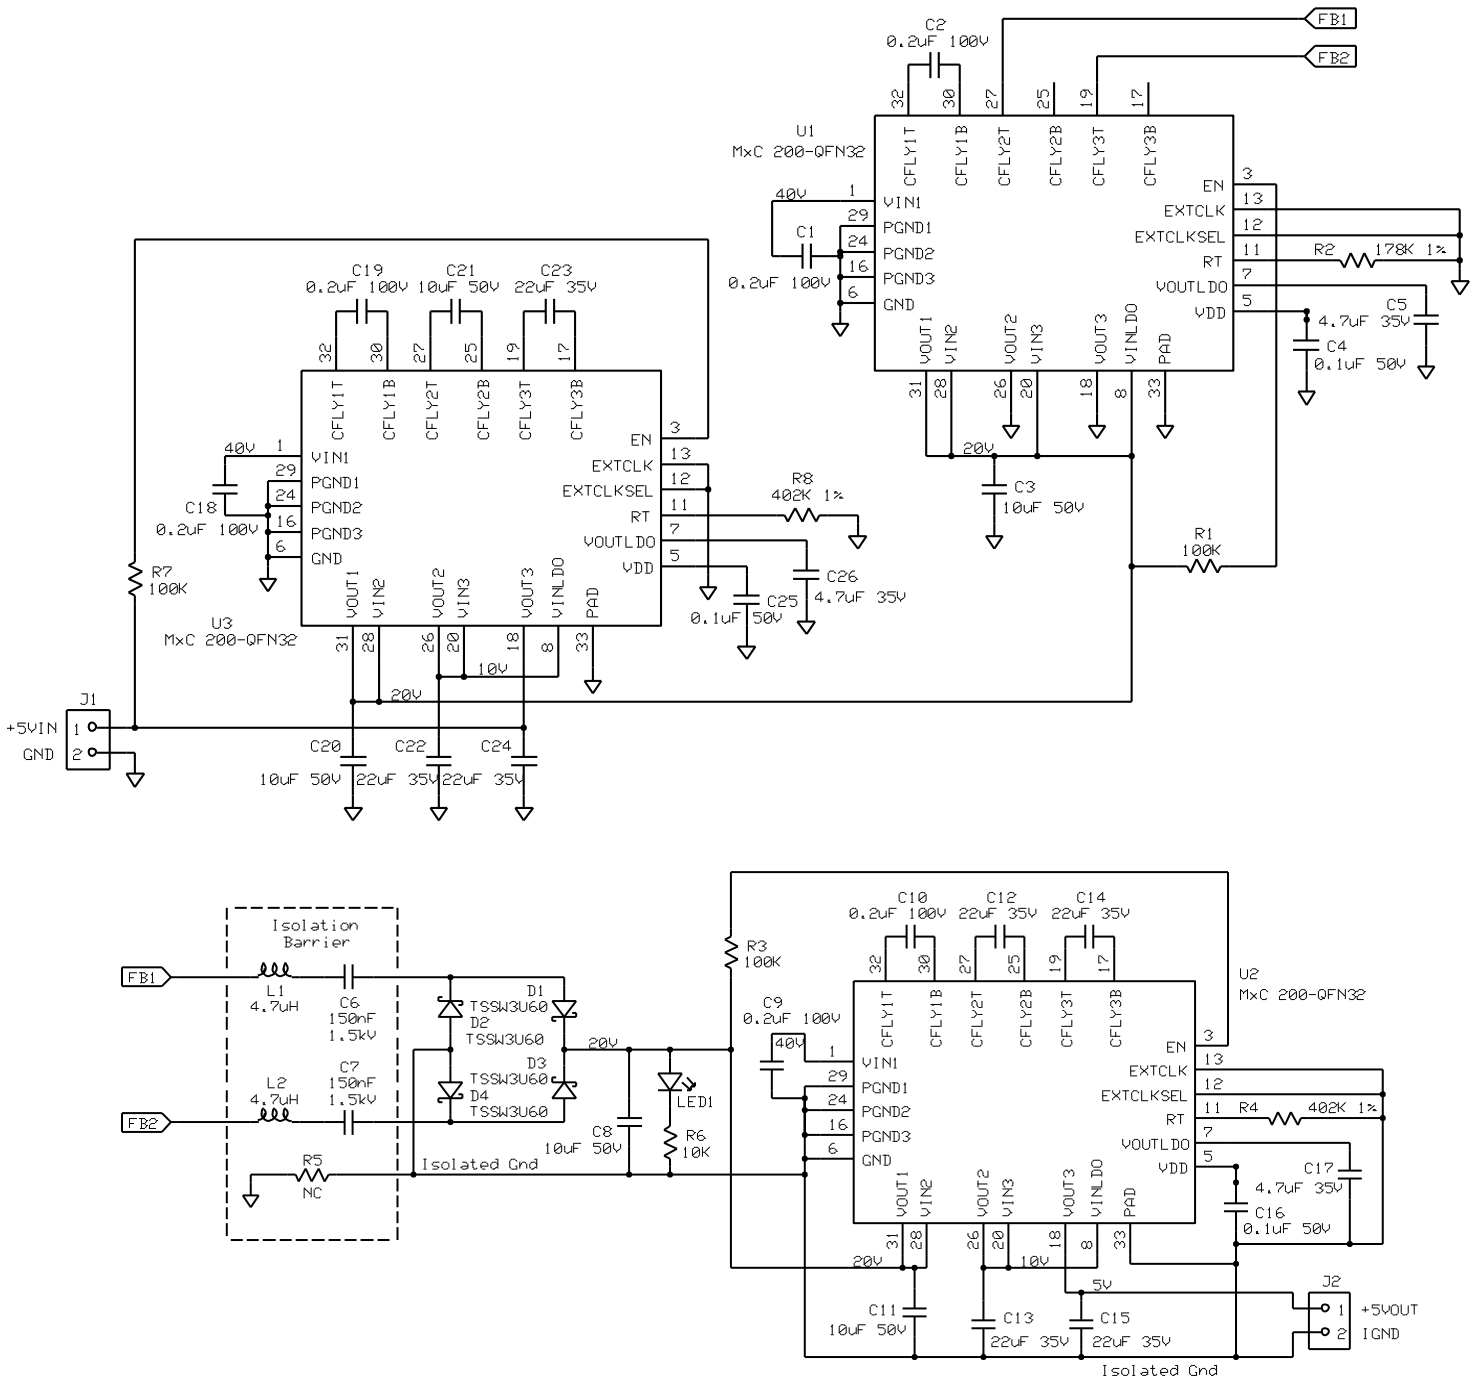 C2
0.2uF 100V
FB1
FB2
32
30
27
25
19
17
U1
MxC 200-QFN32
CFLY1T
CFLY1B
CFLY2T
CFLY2B
CFLY3T
CFLY3B
40V
1
VIN1
29
PGND1
24
PGND2
16
PGND3
6
GND
C1
0.2uF 100V
EN
3
EXTCLK
13
EXTCLKSEL
12
RT
11
R2
178K 1%
VOUTLDO
7
VDD
5
C5
4.7uF 35V
C4
0.1uF 50V
VOUT1
VIN2
VOUT2
VIN3
VOUT3
VINLDO
PAD
31
28
26
20
18
8
33
20V
C3
10uF 50V
R1
100K
C19
0.2uF 100V
C21
10uF 50V
C23
22uF 35V
32
30
27
25
19
17
CFLY1T
CFLY1B
CFLY2T
CFLY2B
CFLY3T
CFLY3B
40V
1
VIN1
29
PGND1
24
PGND2
16
PGND3
6
GND
C18
0.2uF 100V
EN
3
EXTCLK
13
EXTCLKSEL
12
RT
11
VOUTLDO
7
VDD
5
R8
402K 1%
C26
4.7uF 35V
C25
0.1uF 50V
R7
100K
U3
MxC 200-QFN32
VOUT1
VIN2
VOUT2
VIN3
VOUT3
VINLDO
PAD
31
28
26
20
18
8
33
10V
20V
J1
+5VIN
1
GND
2
C20
10uF 50V
C22
22uF 35V
C24
22uF 35V
Isolation
Barrier
FB1
L1
4.7uH
C6
150nF
1.5kV
FB2
L2
4.7uH
C7
150nF
1.5kV
R5
NC
D1
TSSW3U60
D2
TSSW3U60
D3
TSSW3U60
D4
TSSW3U60
20V
Isolated Gnd
C8
10uF 50V
LED1
R6
10K
R3
100K
C9
0.2uF 100V
40V
C10
0.2uF 100V
C12
22uF 35V
C14
22uF 35V
32
30
27
25
19
17
U2
MxC 200-QFN32
CFLY1T
CFLY1B
CFLY2T
CFLY2B
CFLY3T
CFLY3B
1
VIN1
29
PGND1
24
PGND2
16
PGND3
6
GND
EN
3
EXTCLK
13
EXTCLKSEL
12
RT
11
R4
402K 1%
VOUTLDO
7
VDD
5
C17
4.7uF 35V
C16
0.1uF 50V
VOUT1
VIN2
VOUT2
VIN3
VOUT3
VINLDO
PAD
31
28
26
20
18
8
33
20V
10V
5V
C11
10uF 50V
C13
22uF 35V
C15
22uF 35V
J2
1
+5VOUT
2
IGND
Isolated Gnd